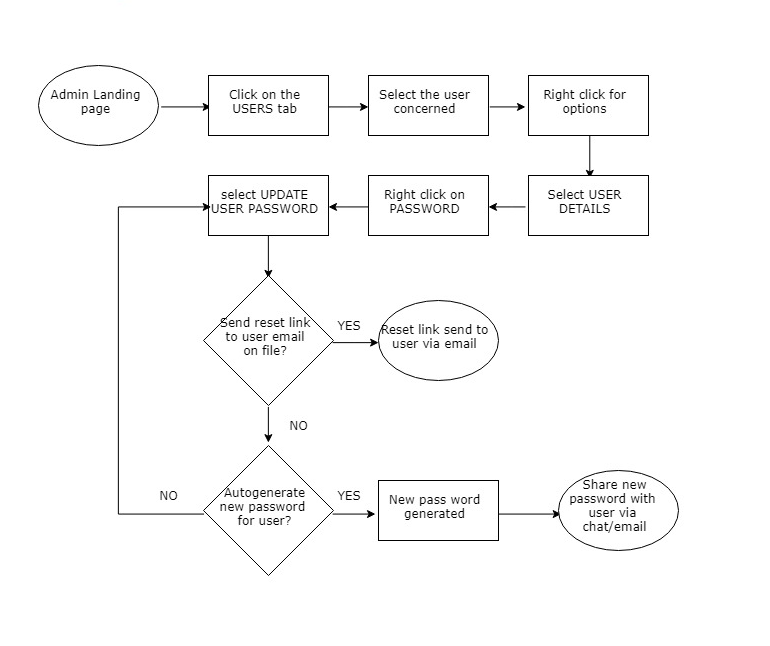 Admin Landing
page
Click on the
USERS tab
Select the user
concerned
Right click for
options
select UPDATE
USER PASSWORD
Right click on
PASSWORD
Select USER
DETAILS
Send reset link
to user email
on file?
YES
Reset link send to
user via email
NO
NO
Autogenerate
new password
for user?
YES
New pass word
generated
Share new
password with
user via
chat/email